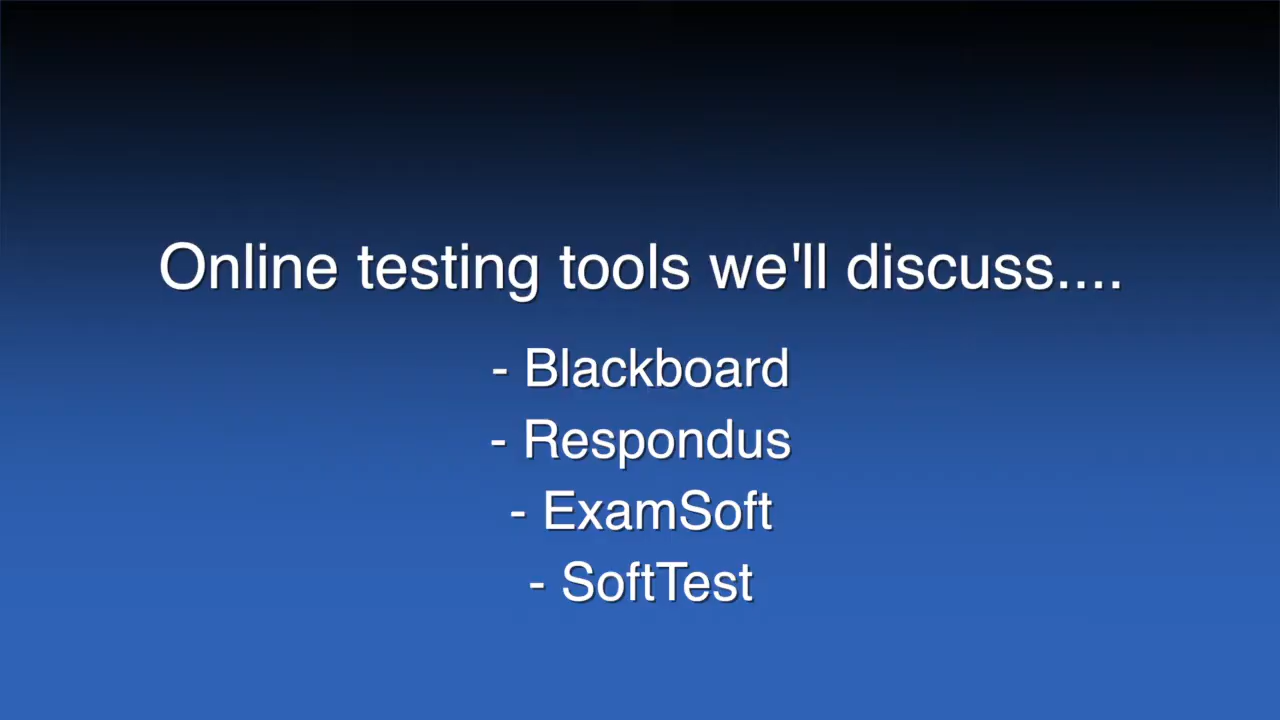 Online testing tools we'll discuss....
- Blackboard
- Respondus
- ExamSoft
- SoftTest